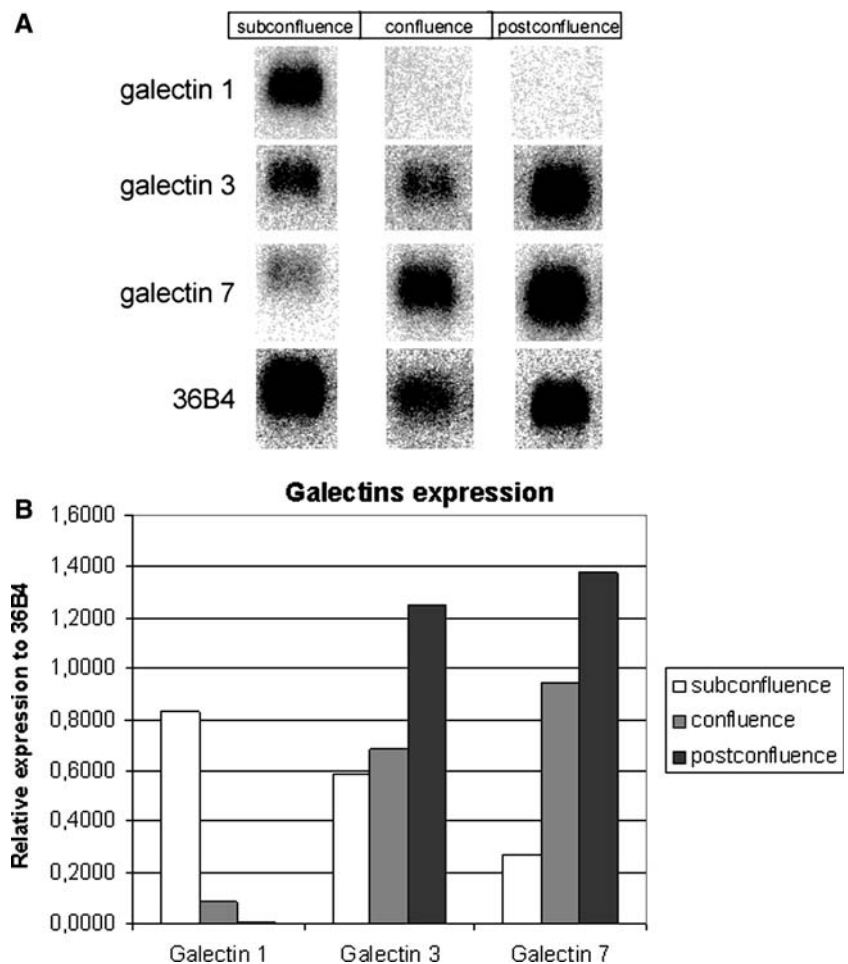 A
subconfluence confluence postconfluence
galectin 1
galectin 3
galectin 7
36B4
B
Galectins expression
Relative expression to 36B4
1,6000
1,4000
1,2000
1,0000
0,8000
0,6000
0,4000
0,2000
0,0000
Galectin 1 Galectin 3 Galectin 7
subconfluence
confluence
postconfluence